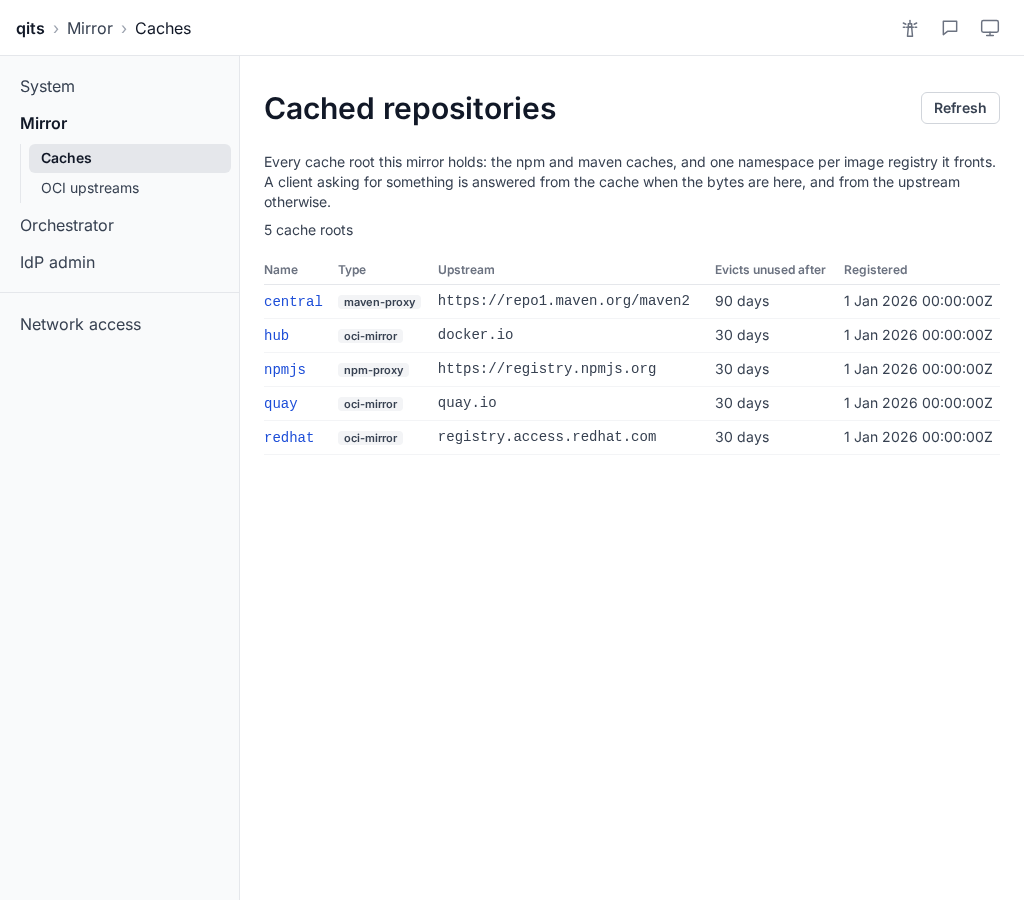 qits › Mirror › Caches
System
Mirror
Caches
OCI upstreams
Orchestrator
IdP admin
Network access
Cached repositories
Refresh
Every cache root this mirror holds: the npm and maven caches, and one namespace per image registry it fronts.
A client asking for something is answered from the cache when the bytes are here, and from the upstream
otherwise.
5 cache roots
Name Type Upstream Evicts unused after Registered
central maven-proxy https://repo1.maven.org/maven2 90 days 1 Jan 2026 00:00:00Z
hub oci-mirror docker.io 30 days 1 Jan 2026 00:00:00Z
npmjs npm-proxy https://registry.npmjs.org 30 days 1 Jan 2026 00:00:00Z
quay oci-mirror quay.io 30 days 1 Jan 2026 00:00:00Z
redhat oci-mirror registry.access.redhat.com 30 days 1 Jan 2026 00:00:00Z